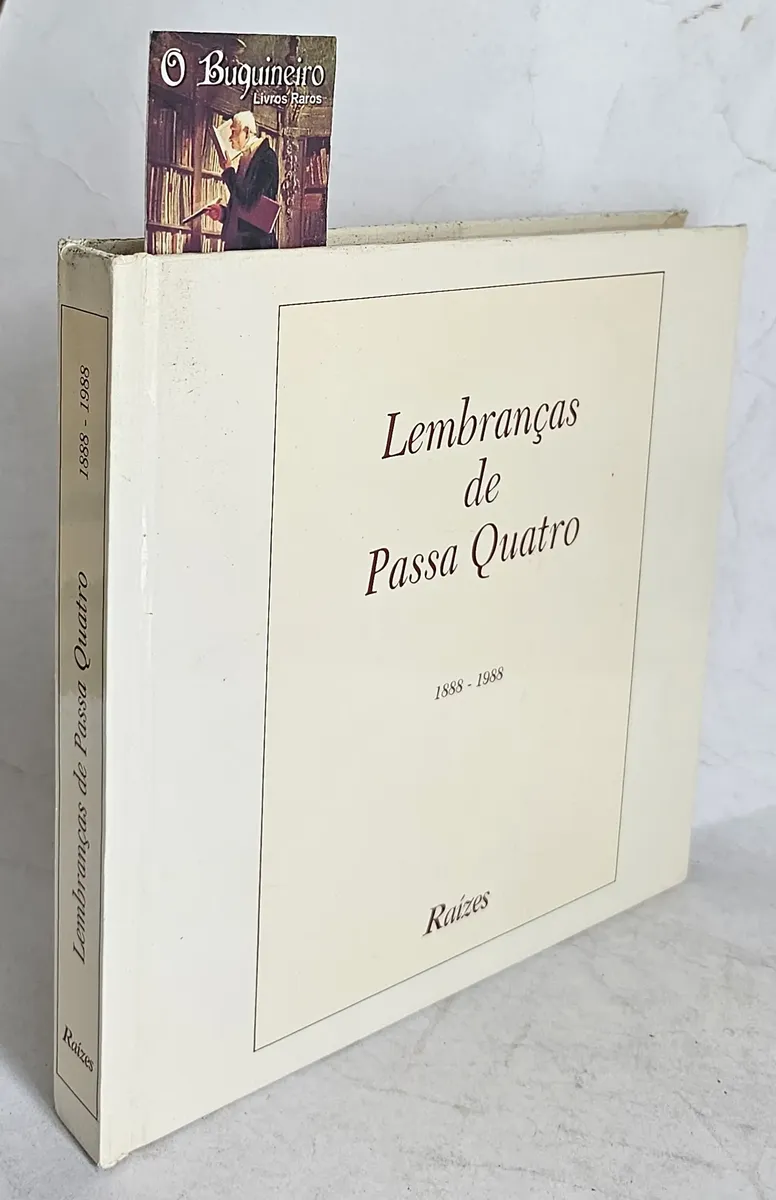 O Buquineiro
Livros Raros
Lembranças
de
Passa Quatro
1888 - 1988
Raízes
Lembranças de Passa Quatro 1888 - 1988
Raízes